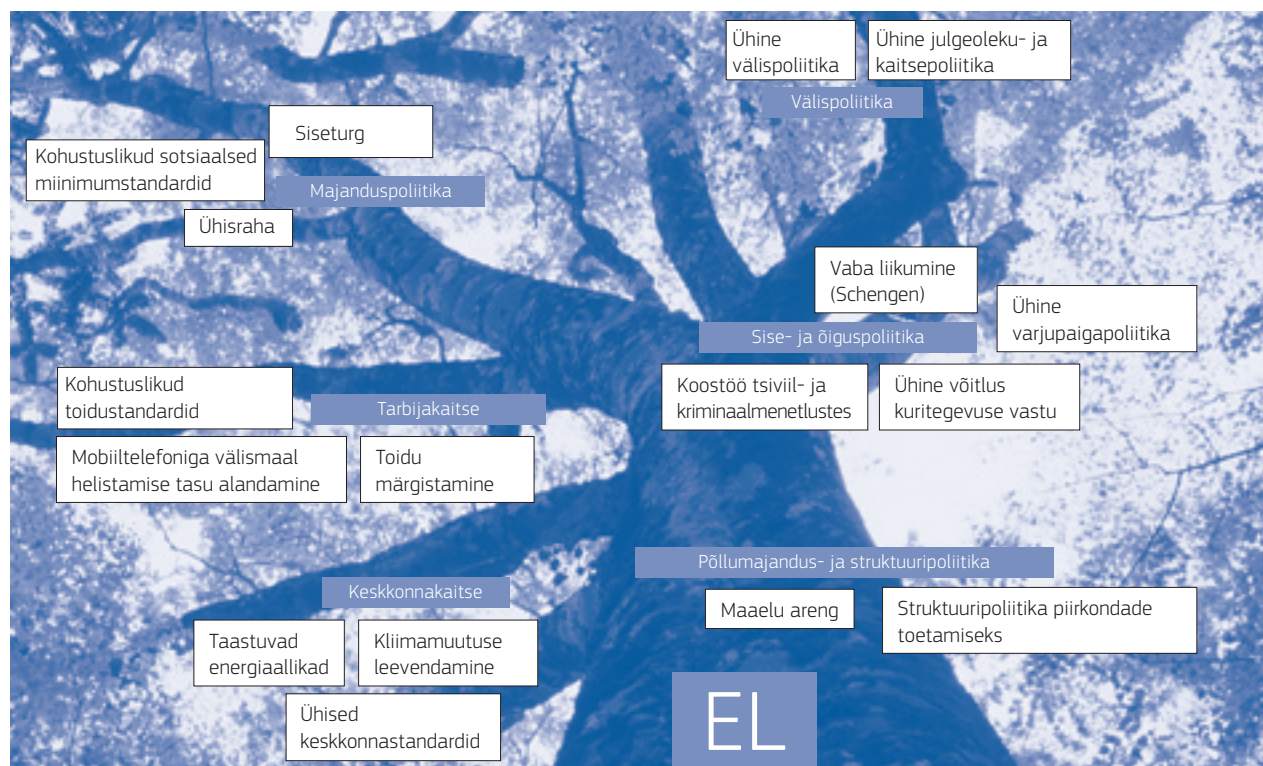 Ühine
välispoliitika
Ühine julgeoleku- ja
kaitsepoliitika
Välispoliitika
Siseturg
Kohustuslikud sotsiaalsed
miinimumstandardid
Majanduspoliitika
Ühisraha
Vaba liikumine
(Schengen)
Ühine
varjupaigapoliitika
Sise- ja õiguspoliitika
Koostöö tsiviil- ja
kriminaalmenetlustes
Ühine võitlus
kuritegevuse vastu
Kohustuslikud
toidustandardid
Tarbijakaitse
Mobiiltelefoniga välismaal
helistamise tasu alandamine
Toidu
märgistamine
Põllumajandus- ja struktuuripoliitika
Maaelu areng
Struktuuripoliitika piirkondade
toetamiseks
Keskkonnakaitse
Taastuvad
energiaallikad
Kliimamuutuse
leevendamine
Ühised
keskkonnastandardid
EL